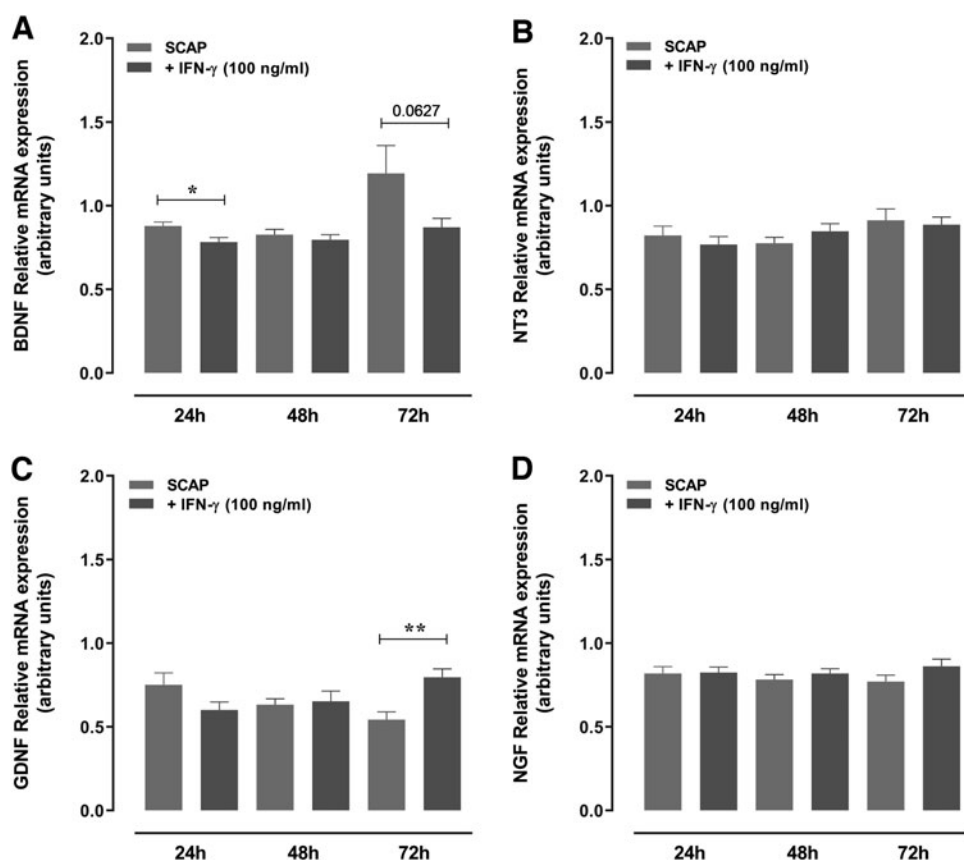 A
BDNF Relative mRNA expression
(arbitrary units)
2.0
1.5
1.0
0.5
0.0
SCAP
+ IFN-γ (100 ng/ml)
*
0.0627
24h 48h 72h
B
NT3 Relative mRNA expression
(arbitrary units)
2.0
1.5
1.0
0.5
0.0
SCAP
+ IFN-γ (100 ng/ml)
24h 48h 72h
C
GDNF Relative mRNA expression
(arbitrary units)
2.0
1.5
1.0
0.5
0.0
SCAP
+ IFN-γ (100 ng/ml)
**
24h 48h 72h
D
NGF Relative mRNA expression
(arbitrary units)
2.0
1.5
1.0
0.5
0.0
SCAP
+ IFN-γ (100 ng/ml)
24h 48h 72h